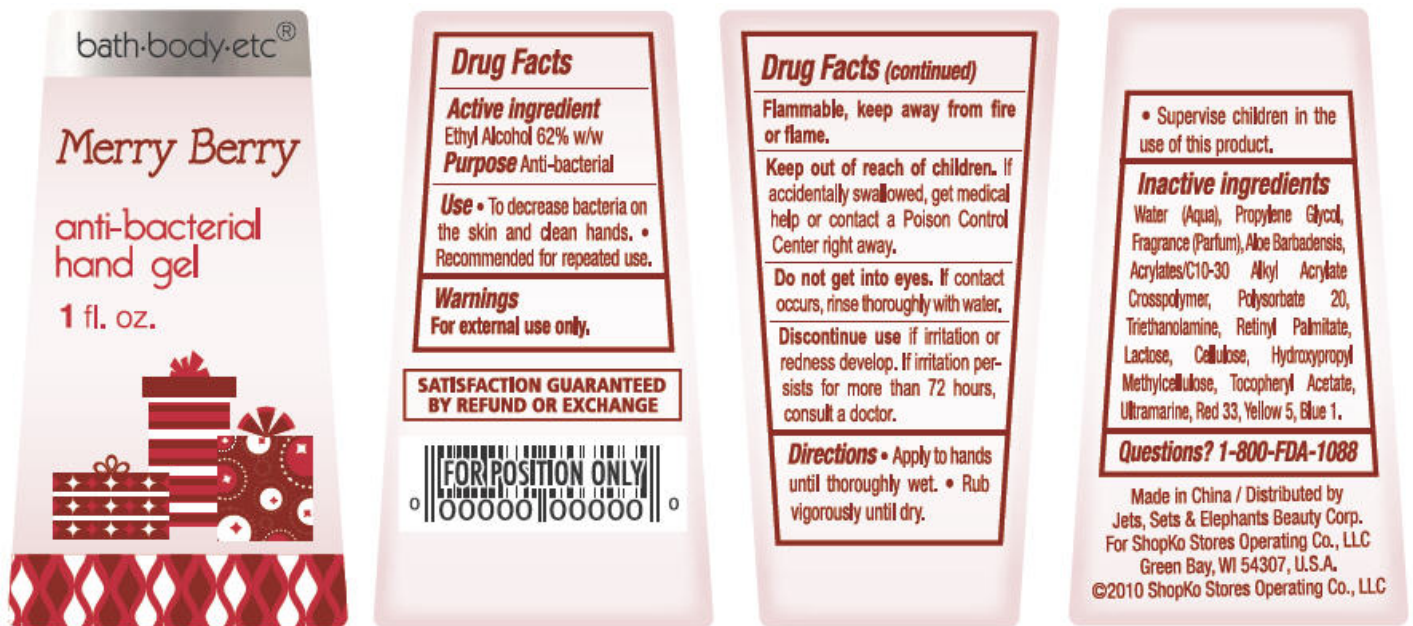 bath·body·etc®
Merry Berry
anti-bacterial
hand gel
1 fl. oz.
Drug Facts
Active ingredient
Ethyl Alcohol 62% w/w
Purpose Anti-bacterial
Use • To decrease bacteria on
the skin and clean hands. •
Recommended for repeated use.
Warnings
For external use only.
SATISFACTION GUARANTEED
BY REFUND OR EXCHANGE
FOR POSITION ONLY
0 00000 00000 0
Drug Facts (continued)
Flammable, keep away from fire
or flame.
Keep out of reach of children. If
accidentally swallowed, get medical
help or contact a Poison Control
Center right away.
Do not get into eyes. If contact
occurs, rinse thoroughly with water.
Discontinue use if irritation or
redness develop. If irritation per-
sists for more than 72 hours,
consult a doctor.
Directions • Apply to hands
until thoroughly wet. • Rub
vigorously until dry.
• Supervise children in the
use of this product.
Inactive ingredients
Water (Aqua), Propylene Glycol,
Fragrance (Parfum), Aloe Barbadensis,
Acrylates/C10-30 Alkyl Acrylate
Crosspolymer, Polysorbate 20,
Triethanolamine, Retinyl Palmitate,
Lactose, Cellulose, Hydroxypropyl
Methylcellulose, Tocopheryl Acetate,
Ultramarine, Red 33, Yellow 5, Blue 1.
Questions? 1-800-FDA-1088
Made in China / Distributed by
Jets, Sets & Elephants Beauty Corp.
For ShopKo Stores Operating Co., LLC
Green Bay, WI 54307, U.S.A.
©2010 ShopKo Stores Operating Co., LLC